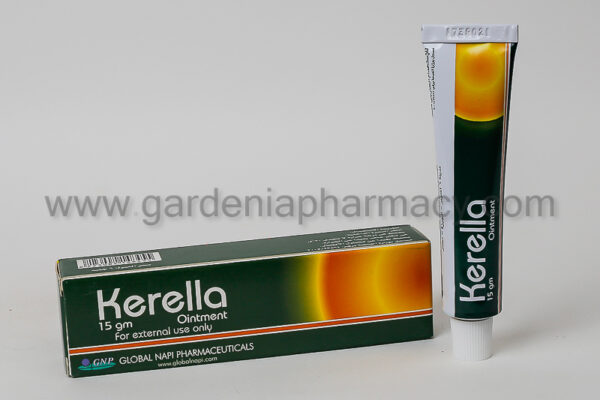 Kerella
Ointment
15 gm
For external use only
GNP GLOBAL NAPI PHARMACEUTICALS
www.globalnapi.com
Kerella
Ointment
15 gm
www.gardeniapharmacy.com